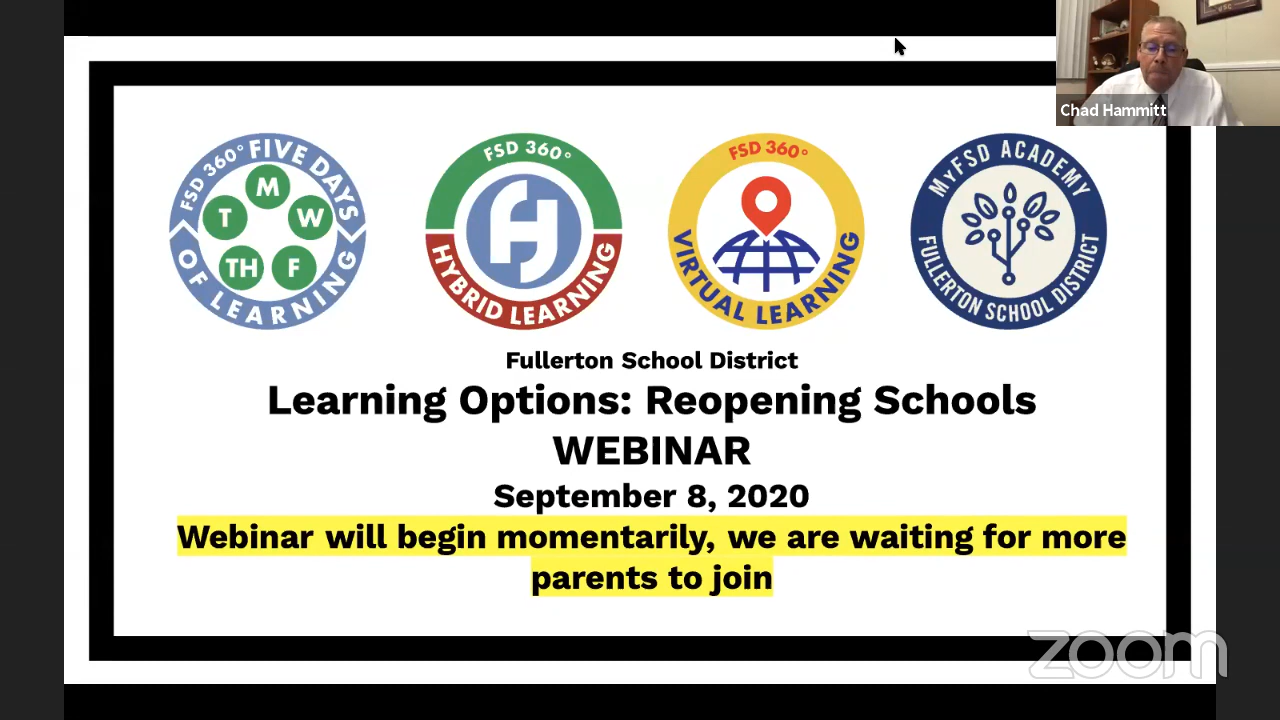 USC
Chad Hammitt
FSD 360° FIVE DAYS
OF LEARNING
M
T
W
TH
F
FSD 360°
HYBRID LEARNING
FSD 360°
VIRTUAL LEARNING
MyFSD ACADEMY
FULLERTON SCHOOL DISTRICT
Fullerton School District
Learning Options: Reopening Schools
WEBINAR
September 8, 2020
Webinar will begin momentarily, we are waiting for more
parents to join
zoom